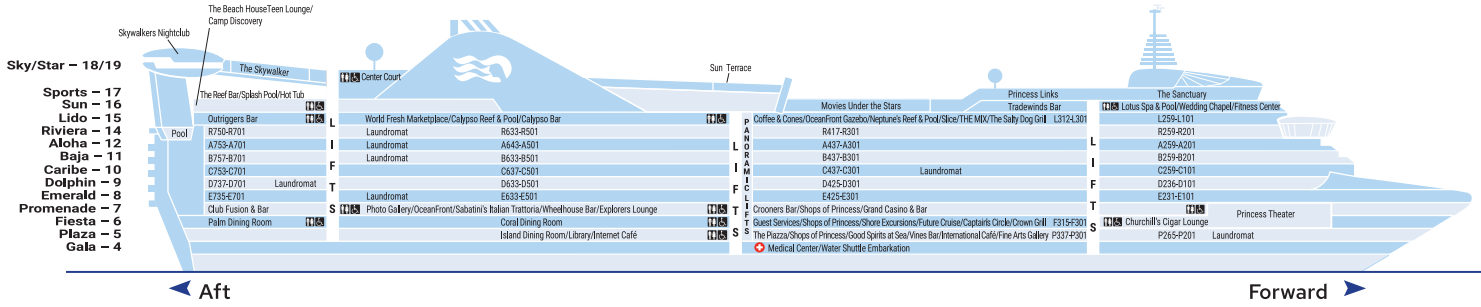 The Beach HouseTeen Lounge/
Camp Discovery
Skywalkers Nightclub
Sky/Star – 18/19
The Skywalker
Center Court
Sun Terrace
Sports – 17
The Reef Bar/Splash Pool/Hot Tub
Princess Links
The Sanctuary
Sun – 16
Movies Under the Stars
Tradewinds Bar
Lotus Spa & Pool/Wedding Chapel/Fitness Center
Lido – 15
Outriggers Bar
World Fresh Marketplace/Calypso Reef & Pool/Calypso Bar
Coffee & Cones/OceanFront Gazebo/Neptune's Reef & Pool/Slice/THE MIX/The Salty Dog Grill L312-L301
L259-L101
Riviera – 14
Pool
R750-R701
Laundromat
R633-R501
R417-R301
R259-R201
Aloha – 12
A753-A701
Laundromat
A643-A501
A437-A301
A259-A201
Baja – 11
B757-B701
Laundromat
B633-B501
B437-B301
B259-B201
Caribe – 10
C753-C701
C637-C501
C437-C301
Laundromat
C259-C101
Dolphin – 9
D737-D701
Laundromat
D633-D501
D425-D301
D236-D101
Emerald – 8
E735-E701
Laundromat
E633-E501
E425-E301
E231-E101
Promenade – 7
Club Fusion & Bar
Photo Gallery/OceanFront/Sabatini's Italian Trattoria/Wheelhouse Bar/Explorers Lounge
Crooners Bar/Shops of Princess/Grand Casino & Bar
Princess Theater
Fiesta – 6
Palm Dining Room
Coral Dining Room
Guest Services/Shops of Princess/Shore Excursions/Future Cruise/Captain's Circle/Crown Grill F315-F301
Churchill's Cigar Lounge
Plaza – 5
Island Dining Room/Library/Internet Café
The Piazza/Shops of Princess/Good Spirits at Sea/Vines Bar/International Café/Fine Arts Gallery P337-P301
P265-P201
Laundromat
Gala – 4
Medical Center/Water Shuttle Embarkation
LIFTS
LIFTS
PANORAMIC LIFTS
LIFTS
Aft
Forward